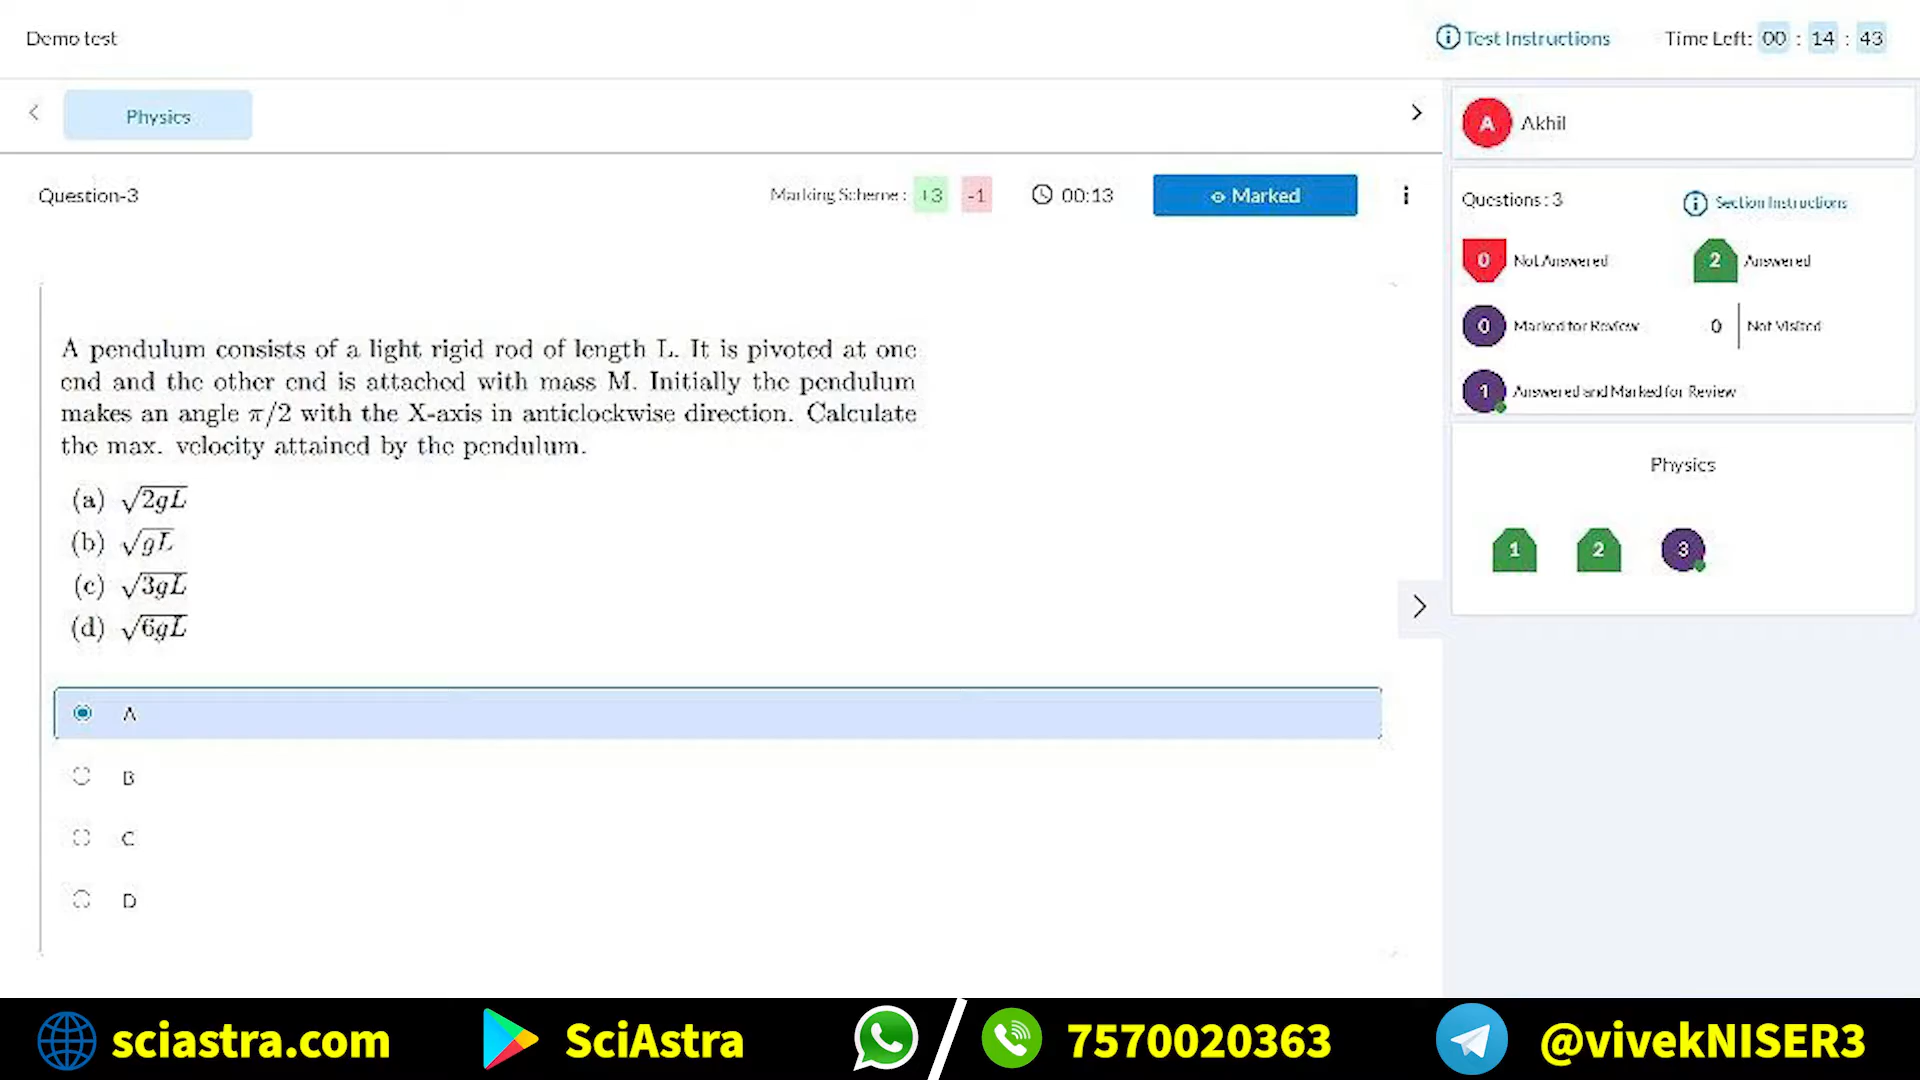 Demo test
Test Instructions
Time Left: 00 : 14 : 43
Physics
A Akhil
Question-3
Marking Scheme : +3 -1
00:13
Marked
Questions : 3
Section Instructions
0 Not Answered
2 Answered
0 Marked for Review
0 Not Visited
1 Answered and Marked for Review
Physics
1 2 3
A pendulum consists of a light rigid rod of length L. It is pivoted at one
end and the other end is attached with mass M. Initially the pendulum
makes an angle π/2 with the X-axis in anticlockwise direction. Calculate
the max. velocity attained by the pendulum.
(a) √2gL
(b) √gL
(c) √3gL
(d) √6gL
A
B
C
D
sciastra.com
SciAstra
7570020363
@vivekNISER3